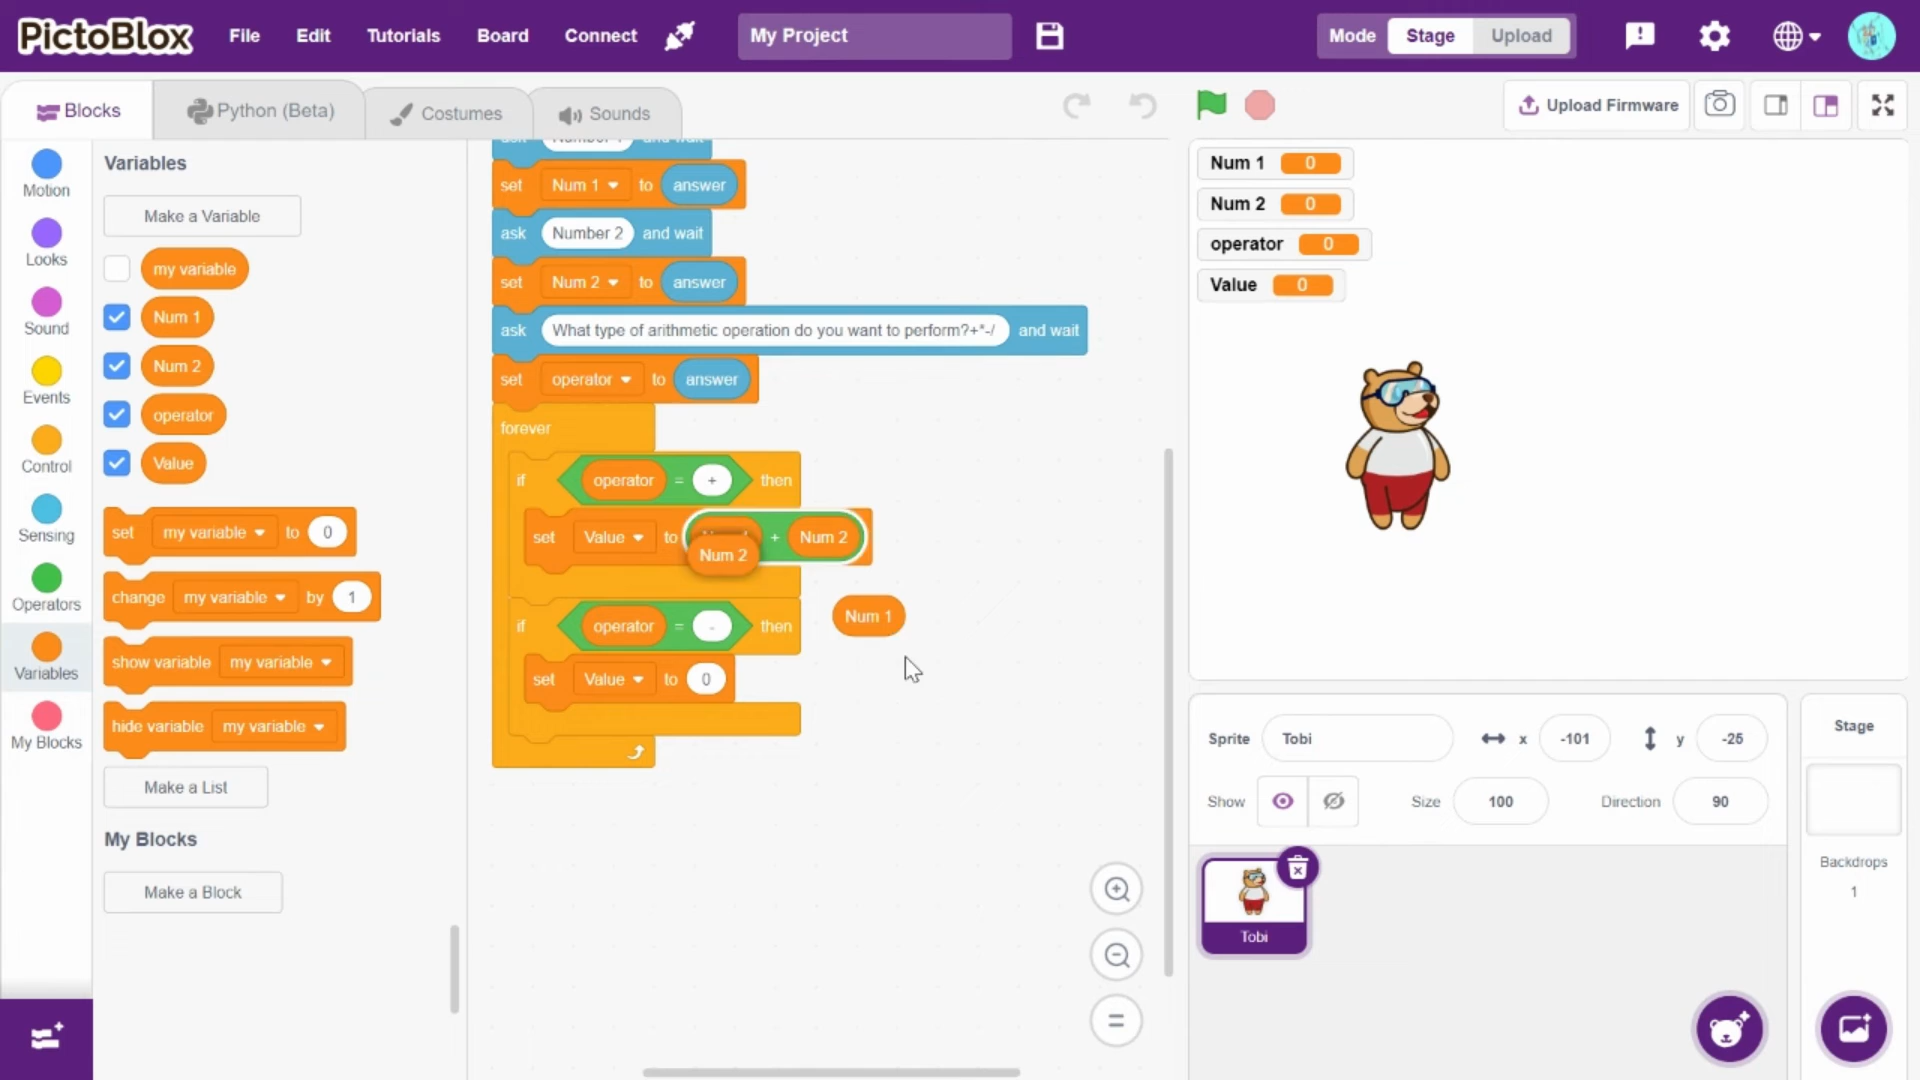 PictoBlox File Edit Tutorials Board Connect My Project Mode Stage Upload
Blocks Python (Beta) Costumes Sounds Upload Firmware
Motion
Looks
Sound
Events
Control
Sensing
Operators
Variables
My Blocks
Variables
Make a Variable
my variable
Num 1
Num 2
operator
Value
set my variable to 0
change my variable by 1
show variable my variable
hide variable my variable
Make a List
My Blocks
Make a Block
set Num 1 to answer
ask Number 2 and wait
set Num 2 to answer
ask What type of arithmetic operation do you want to perform?+*-/ and wait
set operator to answer
forever
if operator = + then
set Value to + Num 2
Num 2
Num 1
if operator = - then
set Value to 0
Num 1 0
Num 2 0
operator 0
Value 0
Sprite Tobi x -101 y -25
Show Size 100 Direction 90
Tobi
Stage
Backdrops
1